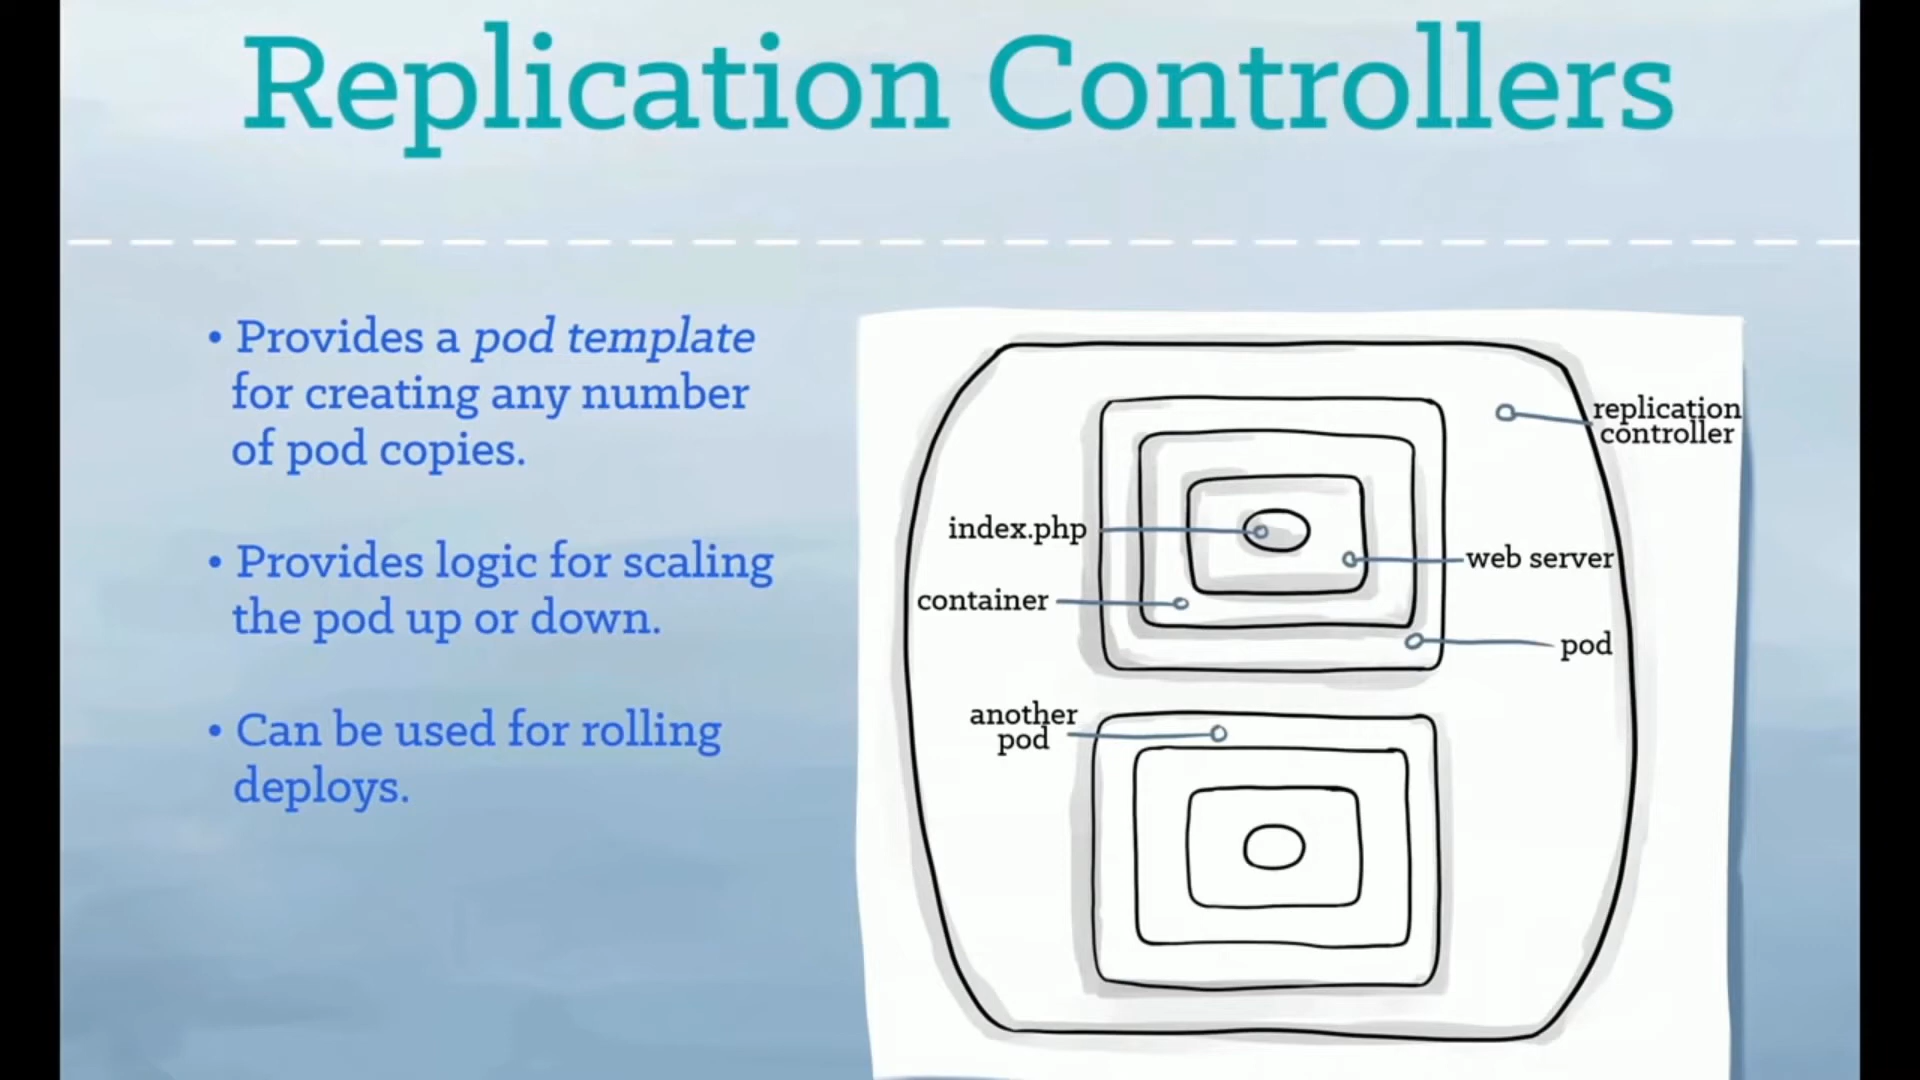 Replication Controllers
• Provides a pod template
for creating any number
of pod copies.
• Provides logic for scaling
the pod up or down.
• Can be used for rolling
deploys.
replication
controller
index.php
web server
container
pod
another
pod